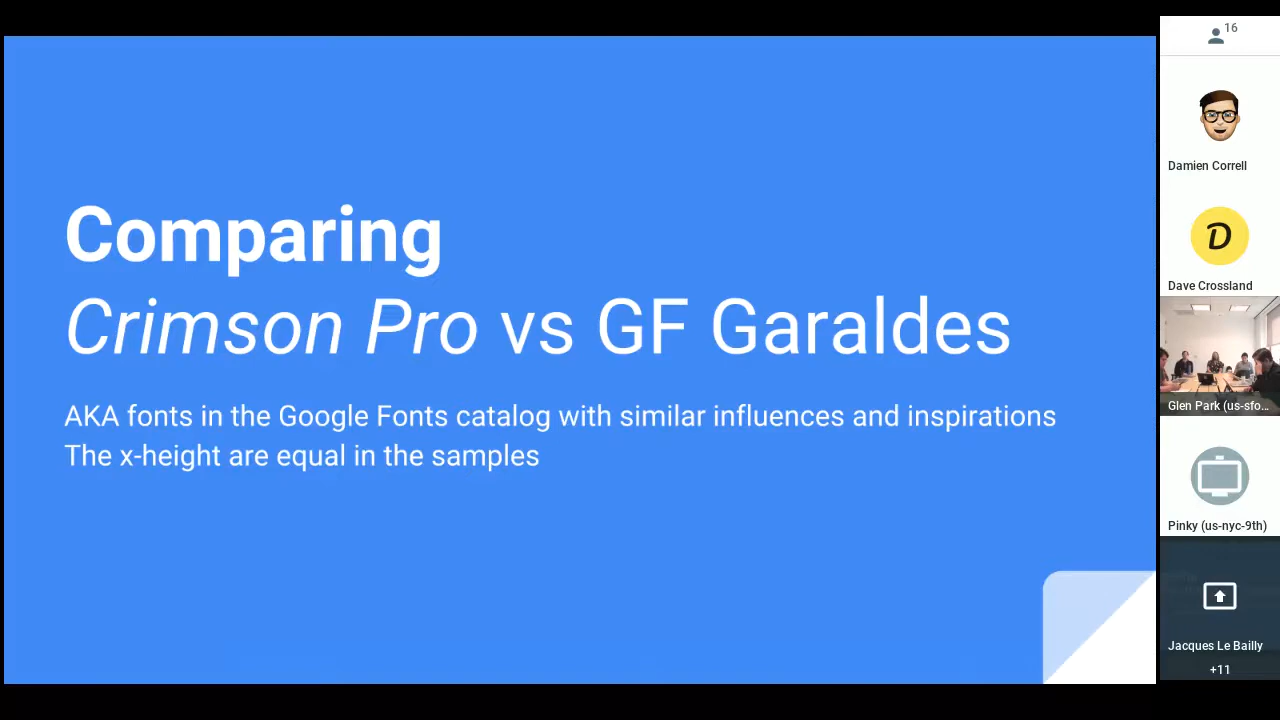 Comparing
Crimson Pro vs GF Garaldes
AKA fonts in the Google Fonts catalog with similar influences and inspirations
The x-height are equal in the samples
16
Damien Correll
D
Dave Crossland
Glen Park (us-sfo...
Pinky (us-nyc-9th)
Jacques Le Bailly
+11